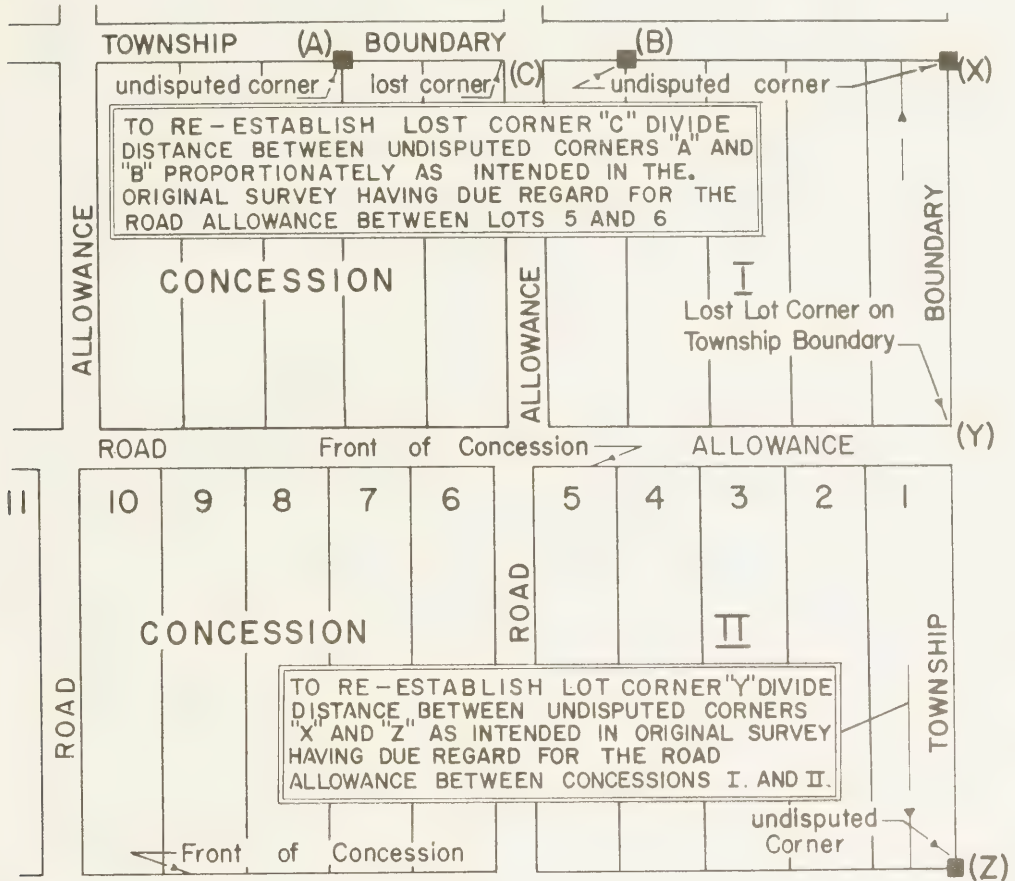 TOWNSHIP (A) BOUNDARY (B)
undisputed corner lost corner (C) undisputed corner (X)
TO RE-ESTABLISH LOST CORNER "C" DIVIDE
DISTANCE BETWEEN UNDISPUTED CORNERS "A" AND
"B" PROPORTIONATELY AS INTENDED IN THE.
ORIGINAL SURVEY HAVING DUE REGARD FOR THE
ROAD ALLOWANCE BETWEEN LOTS 5 AND 6
ALLOWANCE
CONCESSION
ALLOWANCE
I
BOUNDARY
Lost Lot Corner on
Township Boundary
(Y)
ROAD Front of Concession ALLOWANCE
11 10 9 8 7 6 5 4 3 2 1
ROAD
CONCESSION
ROAD
II
TOWNSHIP
TO RE-ESTABLISH LOT CORNER "Y" DIVIDE
DISTANCE BETWEEN UNDISPUTED CORNERS
"X" AND "Z" AS INTENDED IN ORIGINAL SURVEY
HAVING DUE REGARD FOR THE ROAD
ALLOWANCE BETWEEN CONCESSIONS I. AND II.
undisputed
Corner
Front of Concession
(Z)